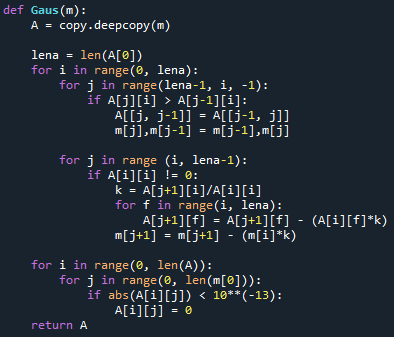 def Gaus(m):
    A = copy.deepcopy(m)

    lena = len(A[0])
    for i in range(0, lena):
        for j in range(lena-1, i, -1):
            if A[j][i] > A[j-1][i]:
                A[[j, j-1]] = A[[j-1, j]]
                m[j],m[j-1] = m[j-1],m[j]

        for j in range (i, lena-1):
            if A[i][i] != 0:
                k = A[j+1][i]/A[i][i]
                for f in range(i, lena):
                    A[j+1][f] = A[j+1][f] - (A[i][f]*k)
                m[j+1] = m[j+1] - (m[i]*k)

    for i in range(0, len(A)):
        for j in range(0, len(m[0])):
            if abs(A[i][j]) < 10**(-13):
                A[i][j] = 0
    return A